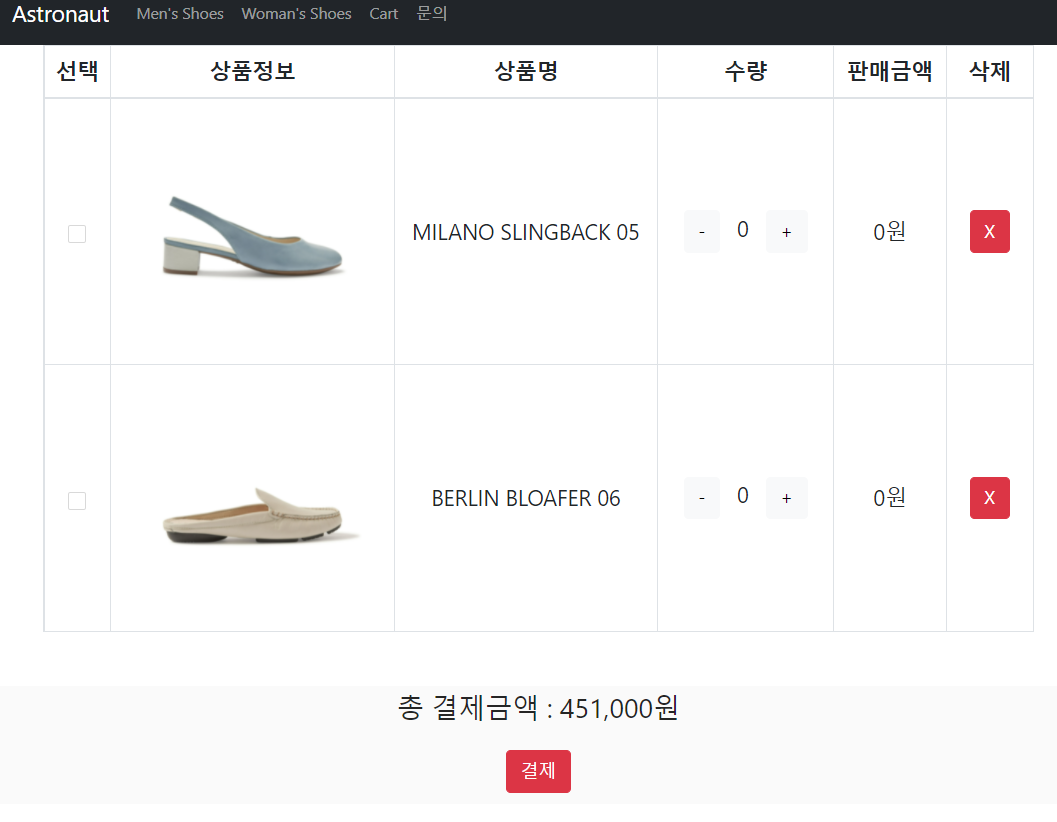 Astronaut Men's Shoes Woman's Shoes Cart 문의
선택 상품정보 상품명 수량 판매금액 삭제
MILANO SLINGBACK 05 - 0 + 0원 X
BERLIN BLOAFER 06 - 0 + 0원 X
총 결제금액 : 451,000원
결제